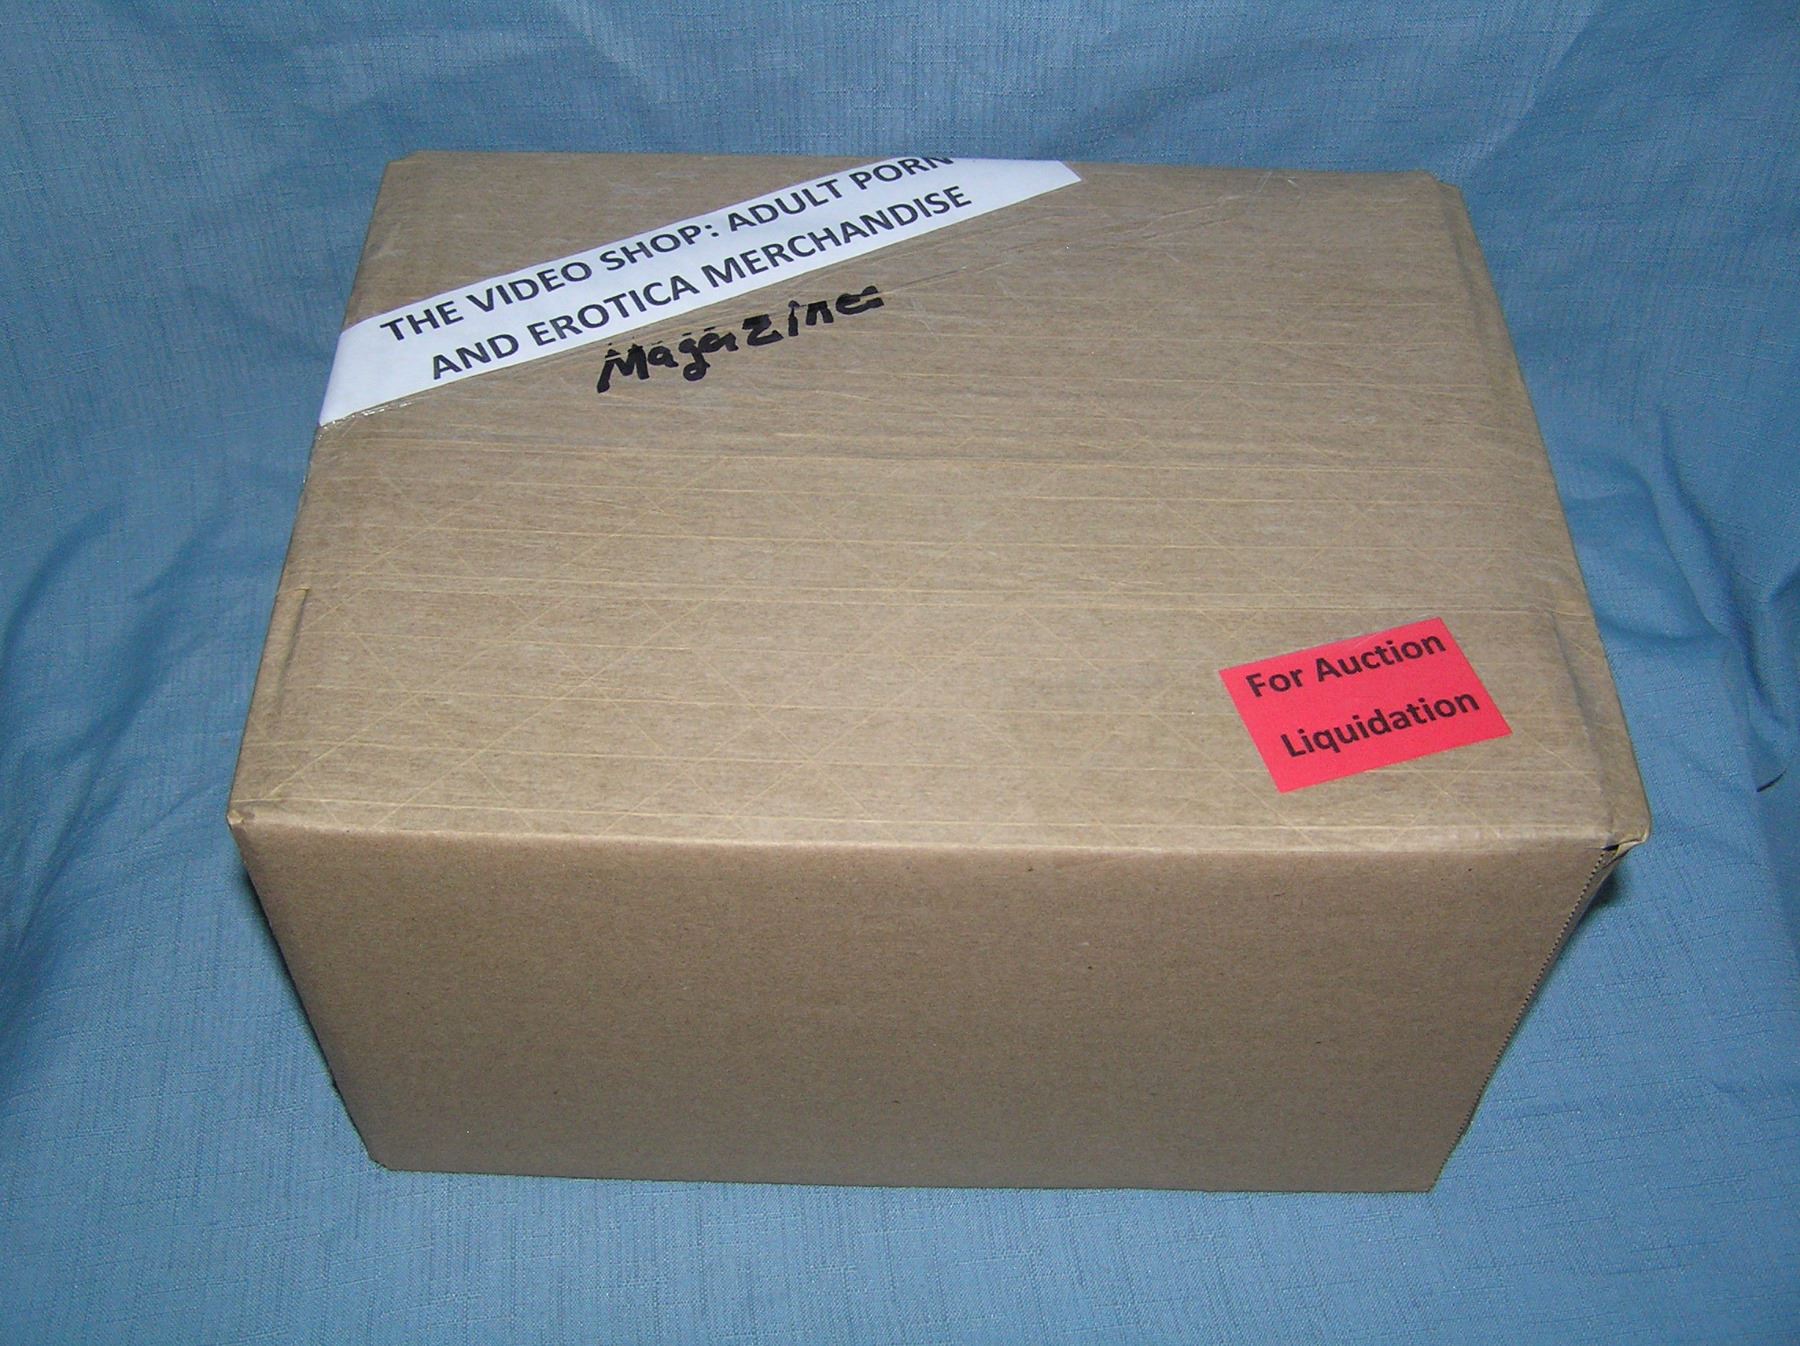 THE VIDEO SHOP: ADULT PORN
AND EROTICA MERCHANDISE
Magazines
For Auction
Liquidation